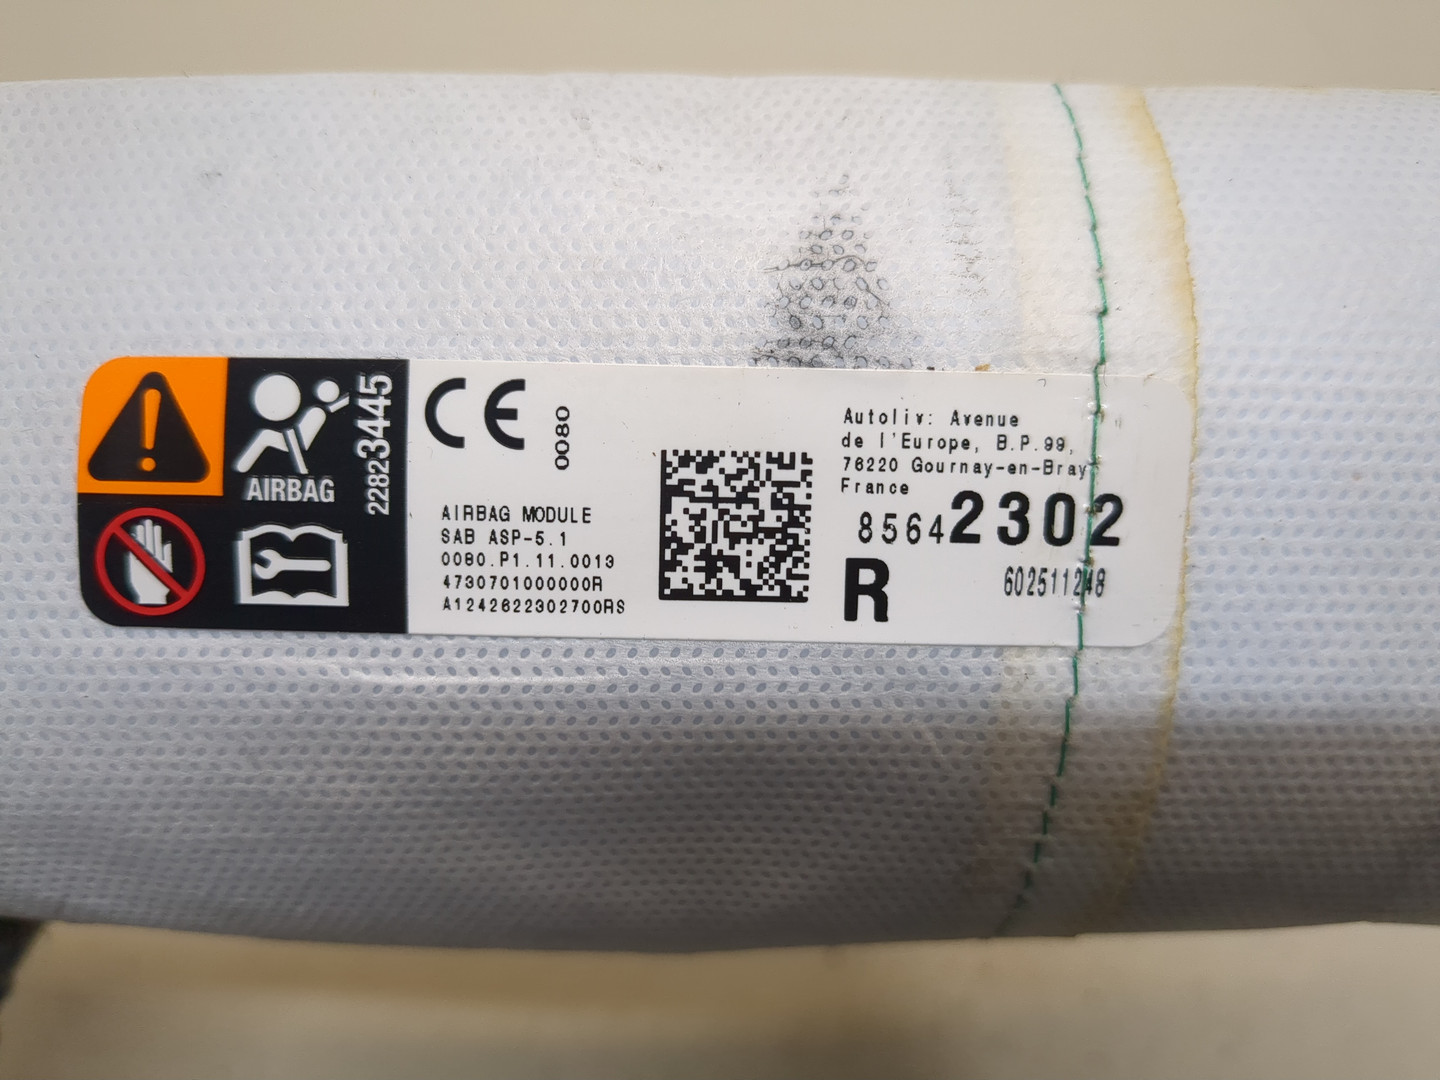 AIRBAG
22823445
CE
0080
AIRBAG MODULE
SAB ASP-5.1
0080.P1.11.0013
4730701000000R
A1242622302700RS
Autoliv: Avenue
de l'Europe, B.P.99,
76220 Gournay-en-Bray
France
85642302
R
602511248